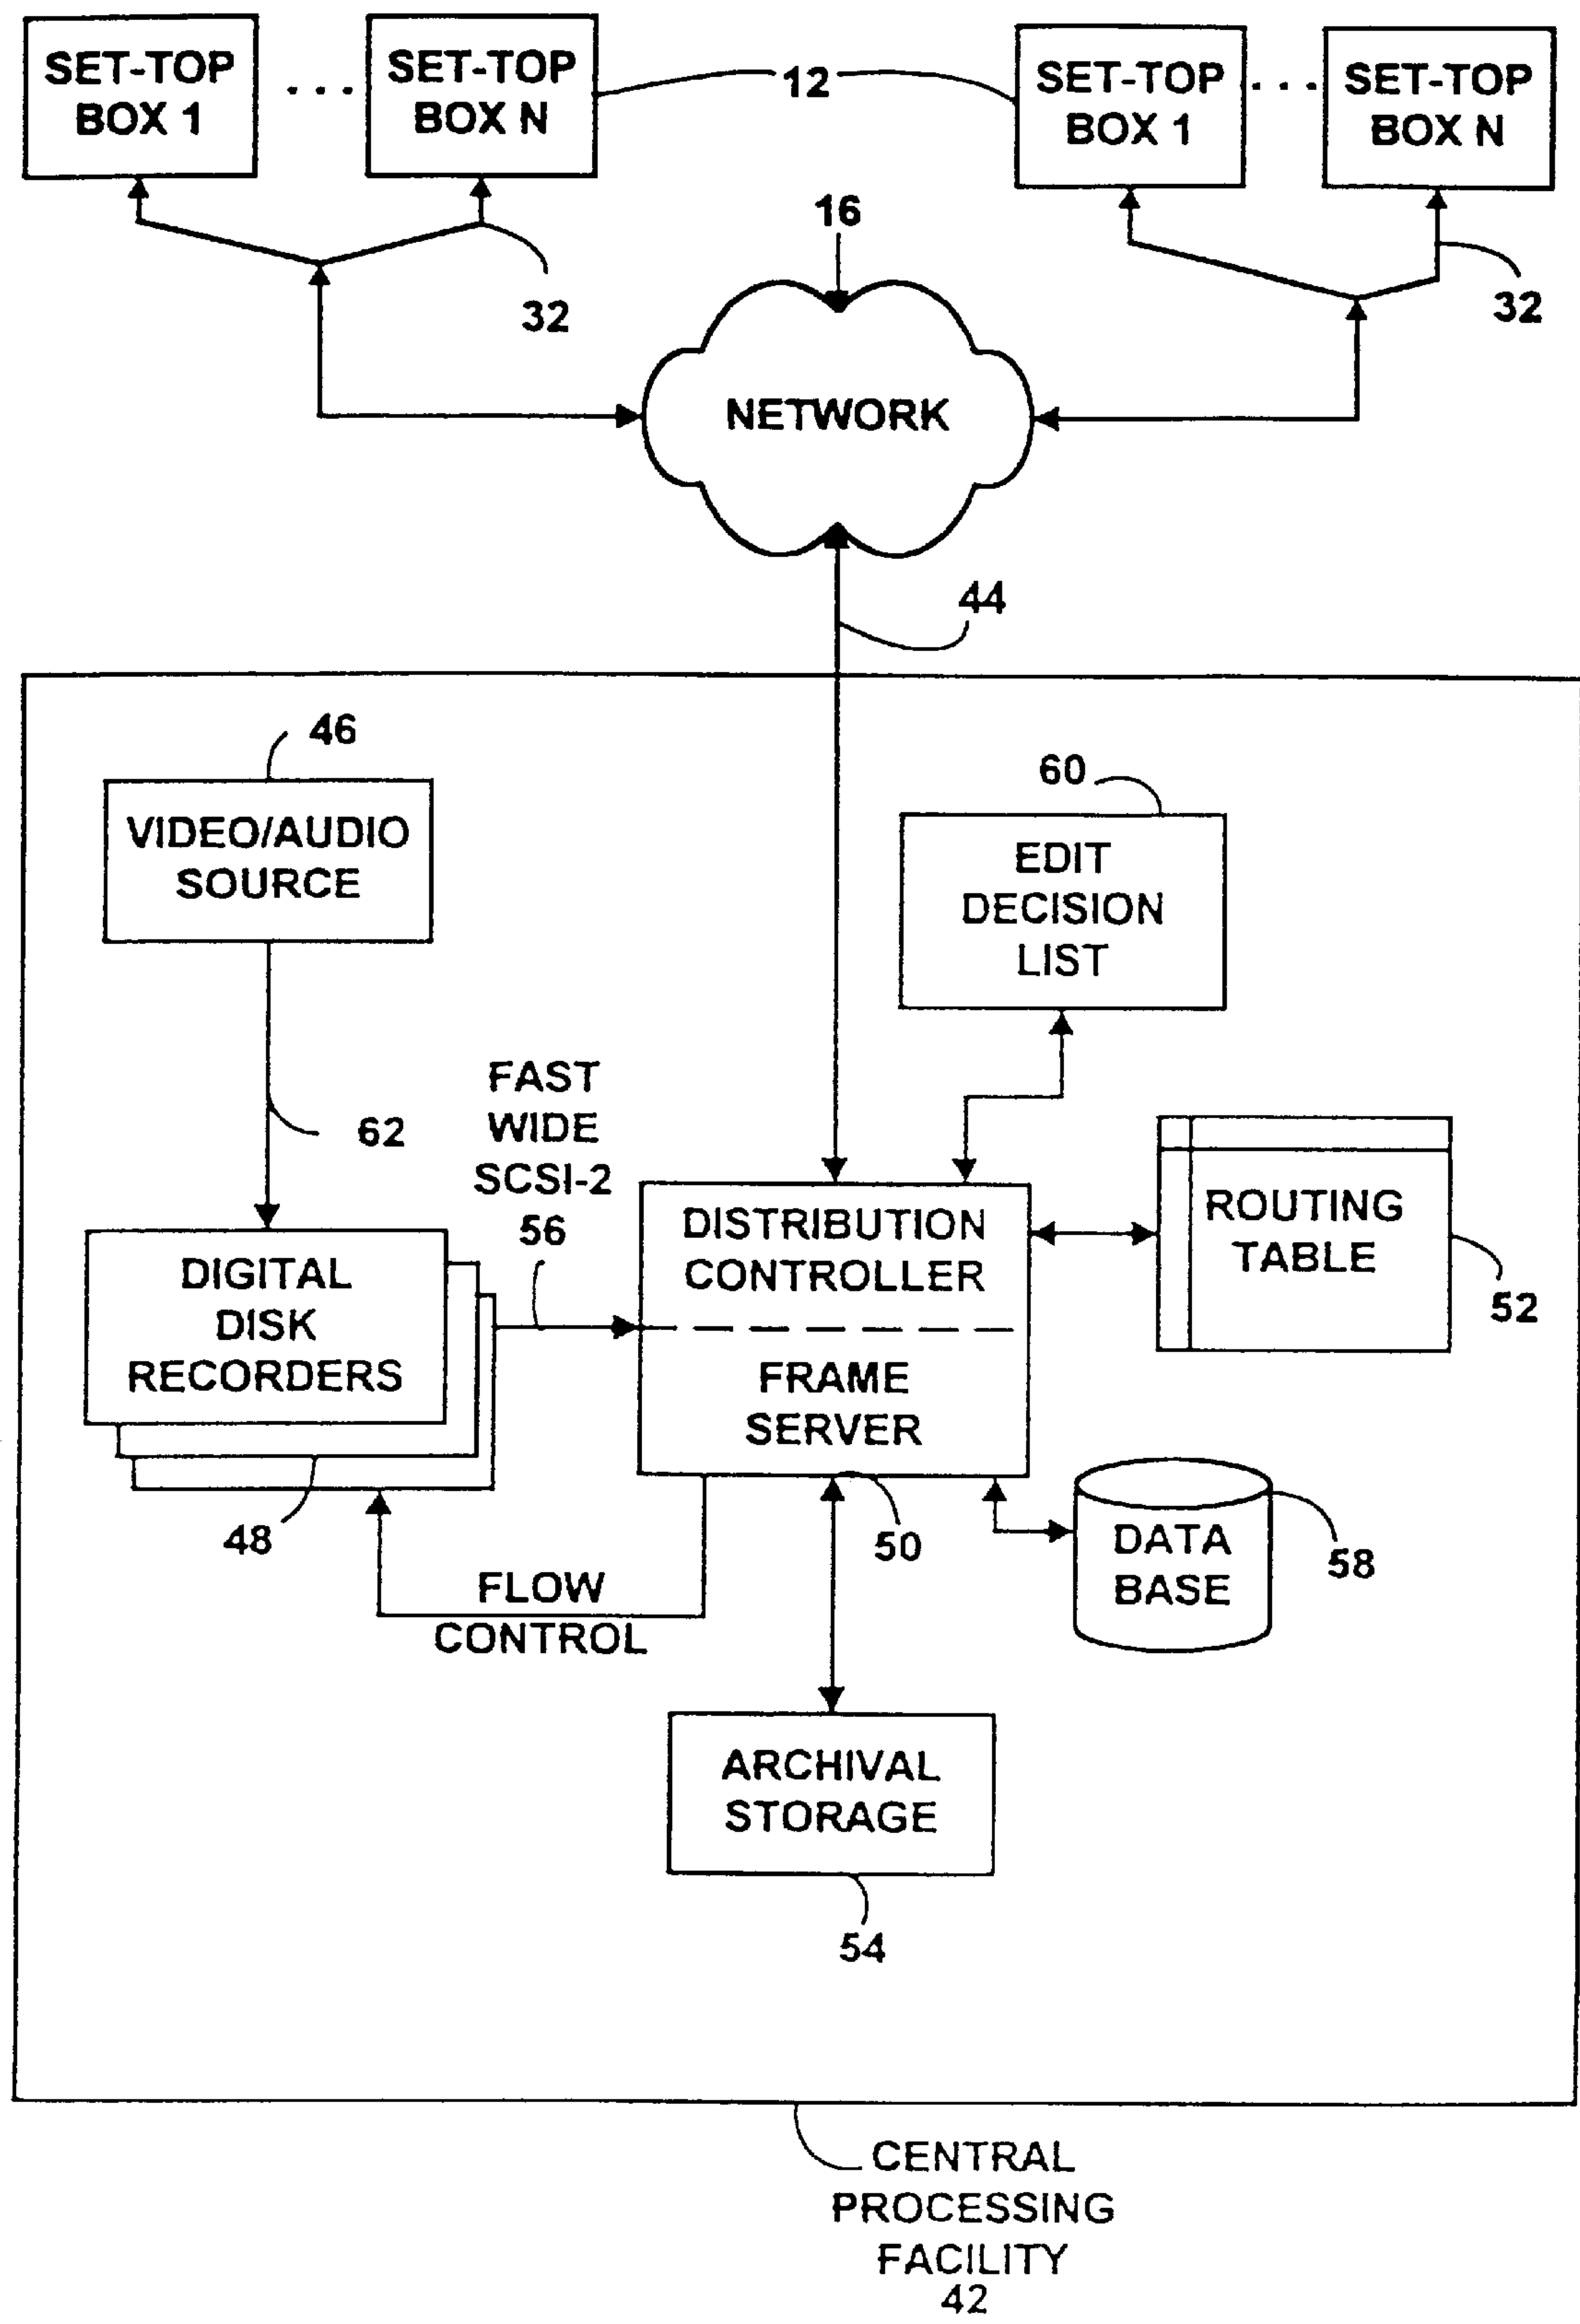 SET-TOP
BOX 1
. . .
SET-TOP
BOX N
12
SET-TOP
BOX 1
. . .
SET-TOP
BOX N
16
32
32
NETWORK
44
46
VIDEO/AUDIO
SOURCE
60
EDIT
DECISION
LIST
62
FAST
WIDE
SCSI-2
56
DIGITAL
DISK
RECORDERS
DISTRIBUTION
CONTROLLER
FRAME
SERVER
ROUTING
TABLE
52
48
50
DATA
BASE
58
FLOW
CONTROL
ARCHIVAL
STORAGE
54
CENTRAL
PROCESSING
FACILITY
42